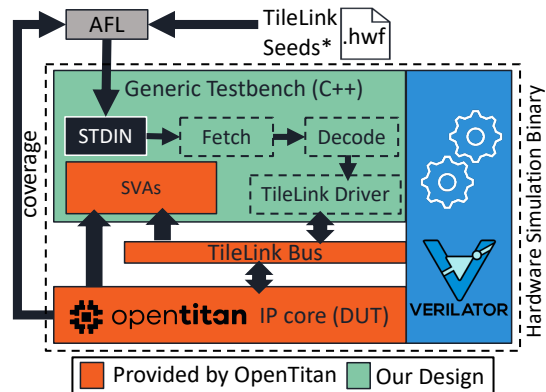 AFL
TileLink
Seeds*
.hwf
Generic Testbench (C++)
STDIN
Fetch
Decode
SVAs
TileLink Driver
TileLink Bus
opentitan IP core (DUT)
VERILATOR
coverage
Hardware Simulation Binary
Provided by OpenTitan
Our Design